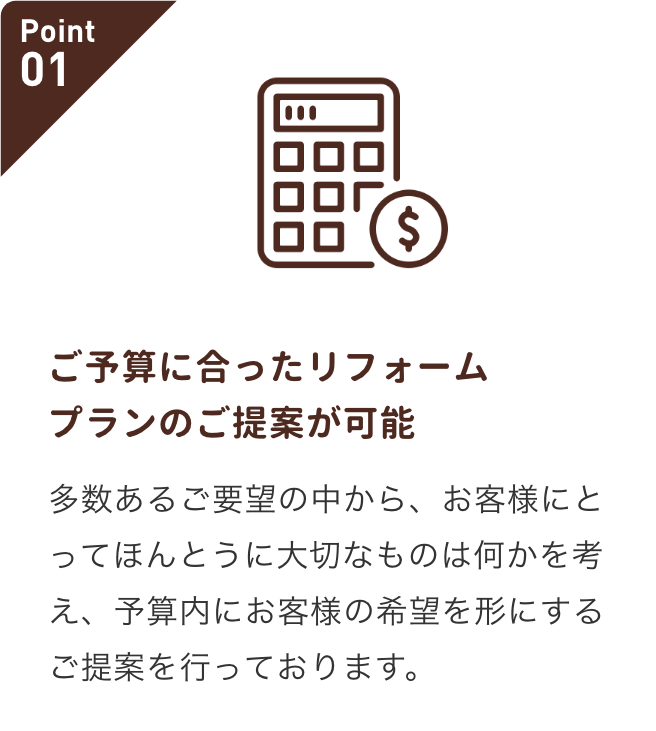 Point
01
$
ご予算に合ったリフォーム
プランのご提案が可能
多数あるご要望の中から、お客様にと
ってほんとうに大切なものは何かを考
え、予算内にお客様の希望を形にする
ご提案を行っております。